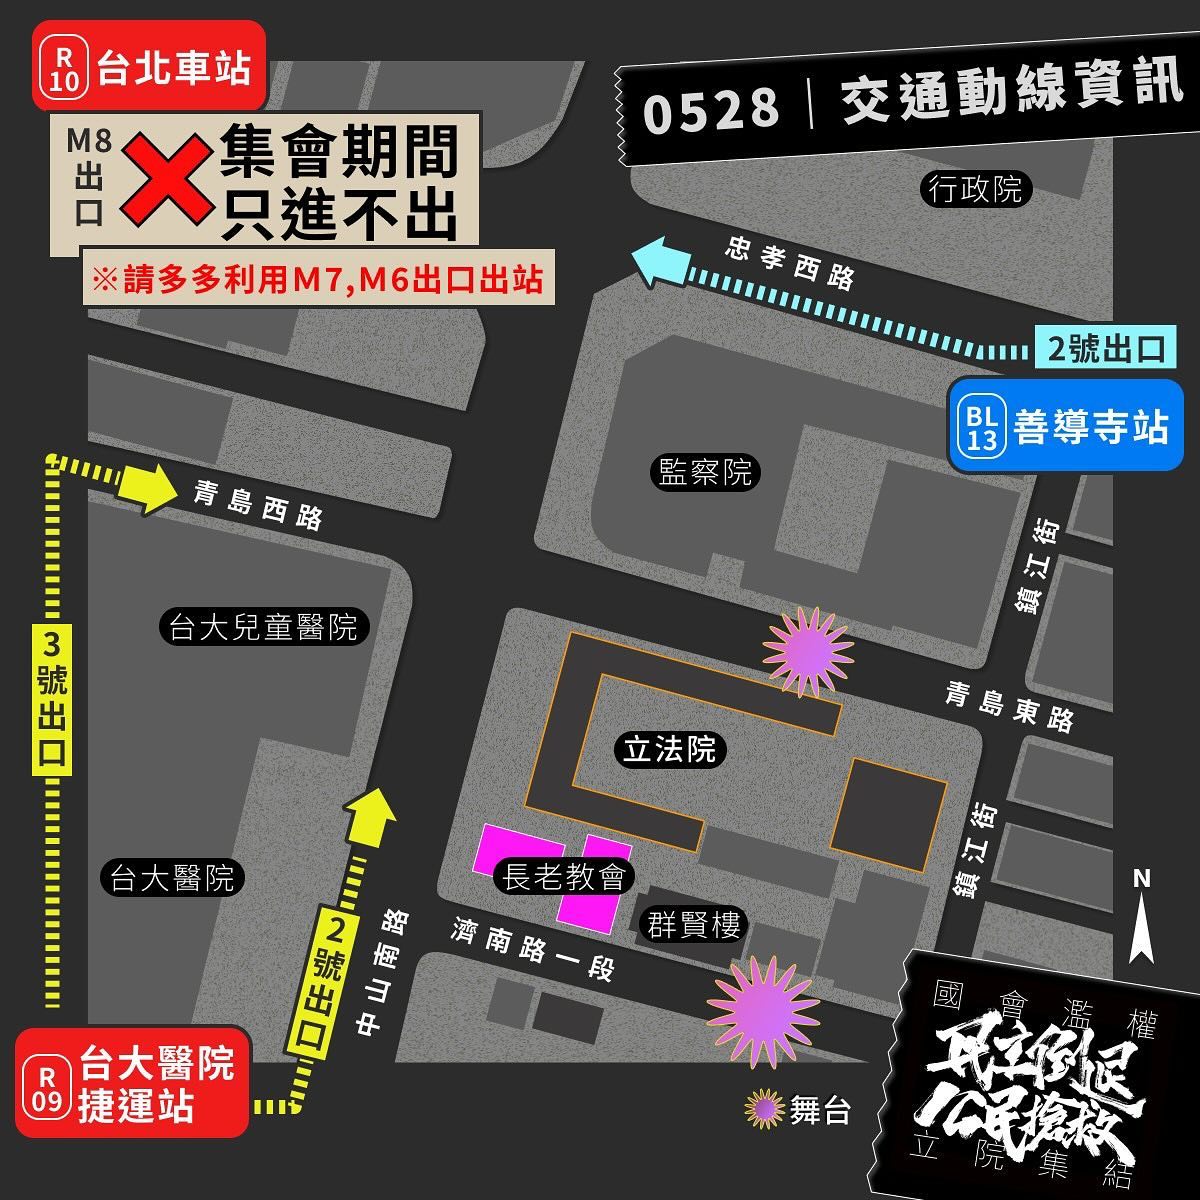 R
10
台北車站
M8
出
口
集會期間
只進不出
※請多多利用M7,M6出口出站
0528｜交通動線資訊
行政院
忠孝西路
2號出口
BL
13
善導寺站
監察院
鎮江街
青島西路
台大兒童醫院
3號出口
青島東路
立法院
鎮江街
長老教會
台大醫院
群賢樓
2號出口
中山南路
濟南路一段
N
R
09
台大醫院
捷運站
舞台
國會濫權
民主倒退
公民搶救
立院集結